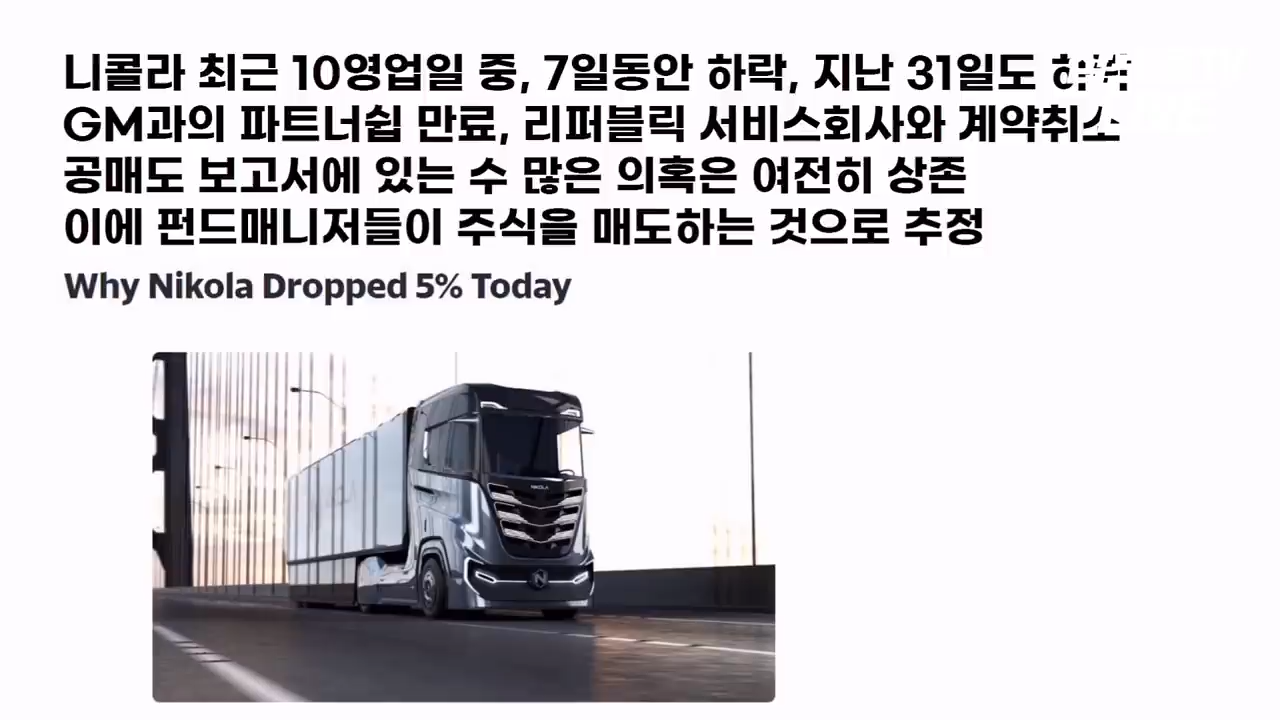 니콜라 최근 10영업일 중, 7일동안 하락, 지난 31일도
GM과의 파트너쉽 만료, 리퍼블릭 서비스회사와 계약취소
공매도 보고서에 있는 수 많은 의혹은 여전히 상존
이에 펀드매니저들이 주식을 매도하는 것으로 추정
Why Nikola Dropped 5% Today
NIKOLA
N